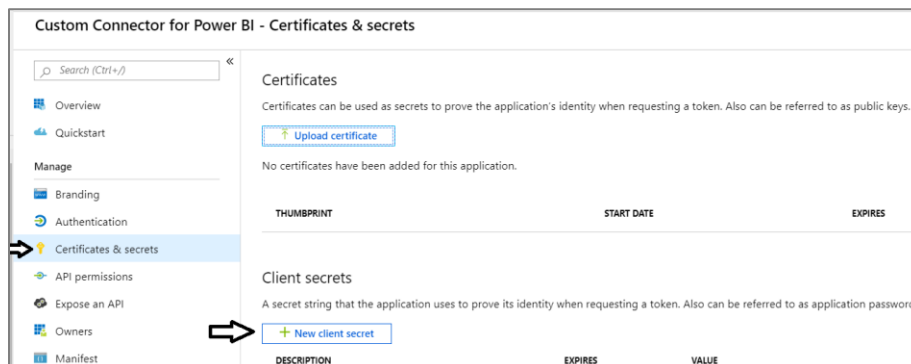 Custom Connector for Power BI - Certificates & secrets
Search (Ctrl+/)
«
Overview
Quickstart
Manage
Branding
Authentication
Certificates & secrets
API permissions
Expose an API
Owners
Manifest
Certificates
Certificates can be used as secrets to prove the application's identity when requesting a token. Also can be referred to as public keys.
Upload certificate
No certificates have been added for this application.
THUMBPRINT START DATE EXPIRES
Client secrets
A secret string that the application uses to prove its identity when requesting a token. Also can be referred to as application password
+ New client secret
DESCRIPTION EXPIRES VALUE